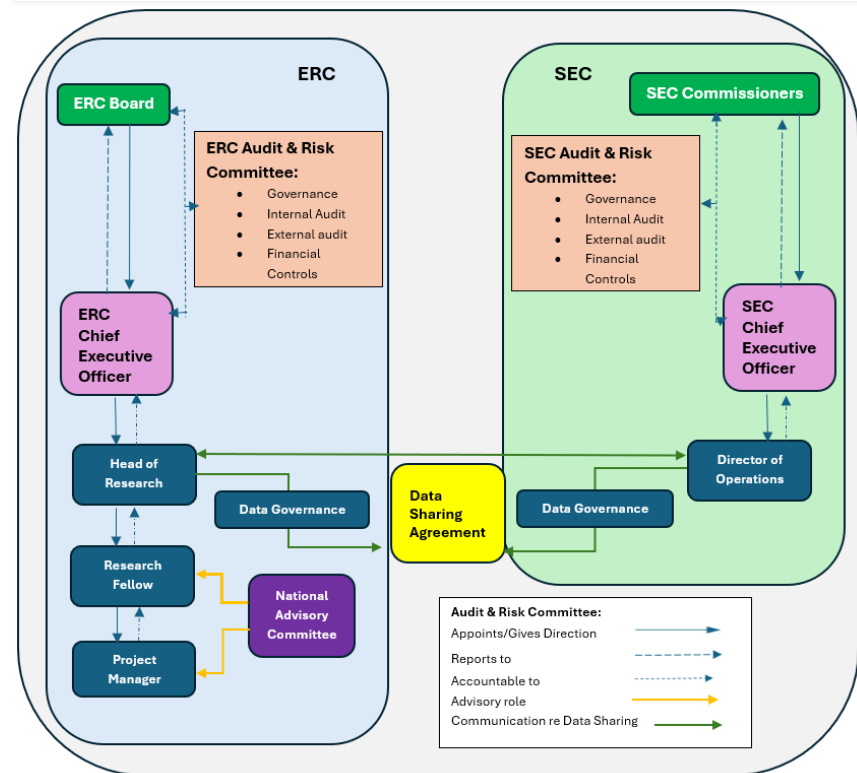 ERC
SEC
ERC Board
SEC Commissioners
ERC Audit & Risk
Committee:
• Governance
• Internal Audit
• External audit
• Financial
Controls
SEC Audit & Risk
Committee:
• Governance
• Internal Audit
• External audit
• Financial
Controls
ERC
Chief
Executive
Officer
SEC
Chief
Executive
Officer
Head of
Research
Director of
Operations
Data Governance
Data
Sharing
Agreement
Data Governance
Research
Fellow
National
Advisory
Committee
Project
Manager
Audit & Risk Committee:
Appoints/Gives Direction
Reports to
Accountable to
Advisory role
Communication re Data Sharing